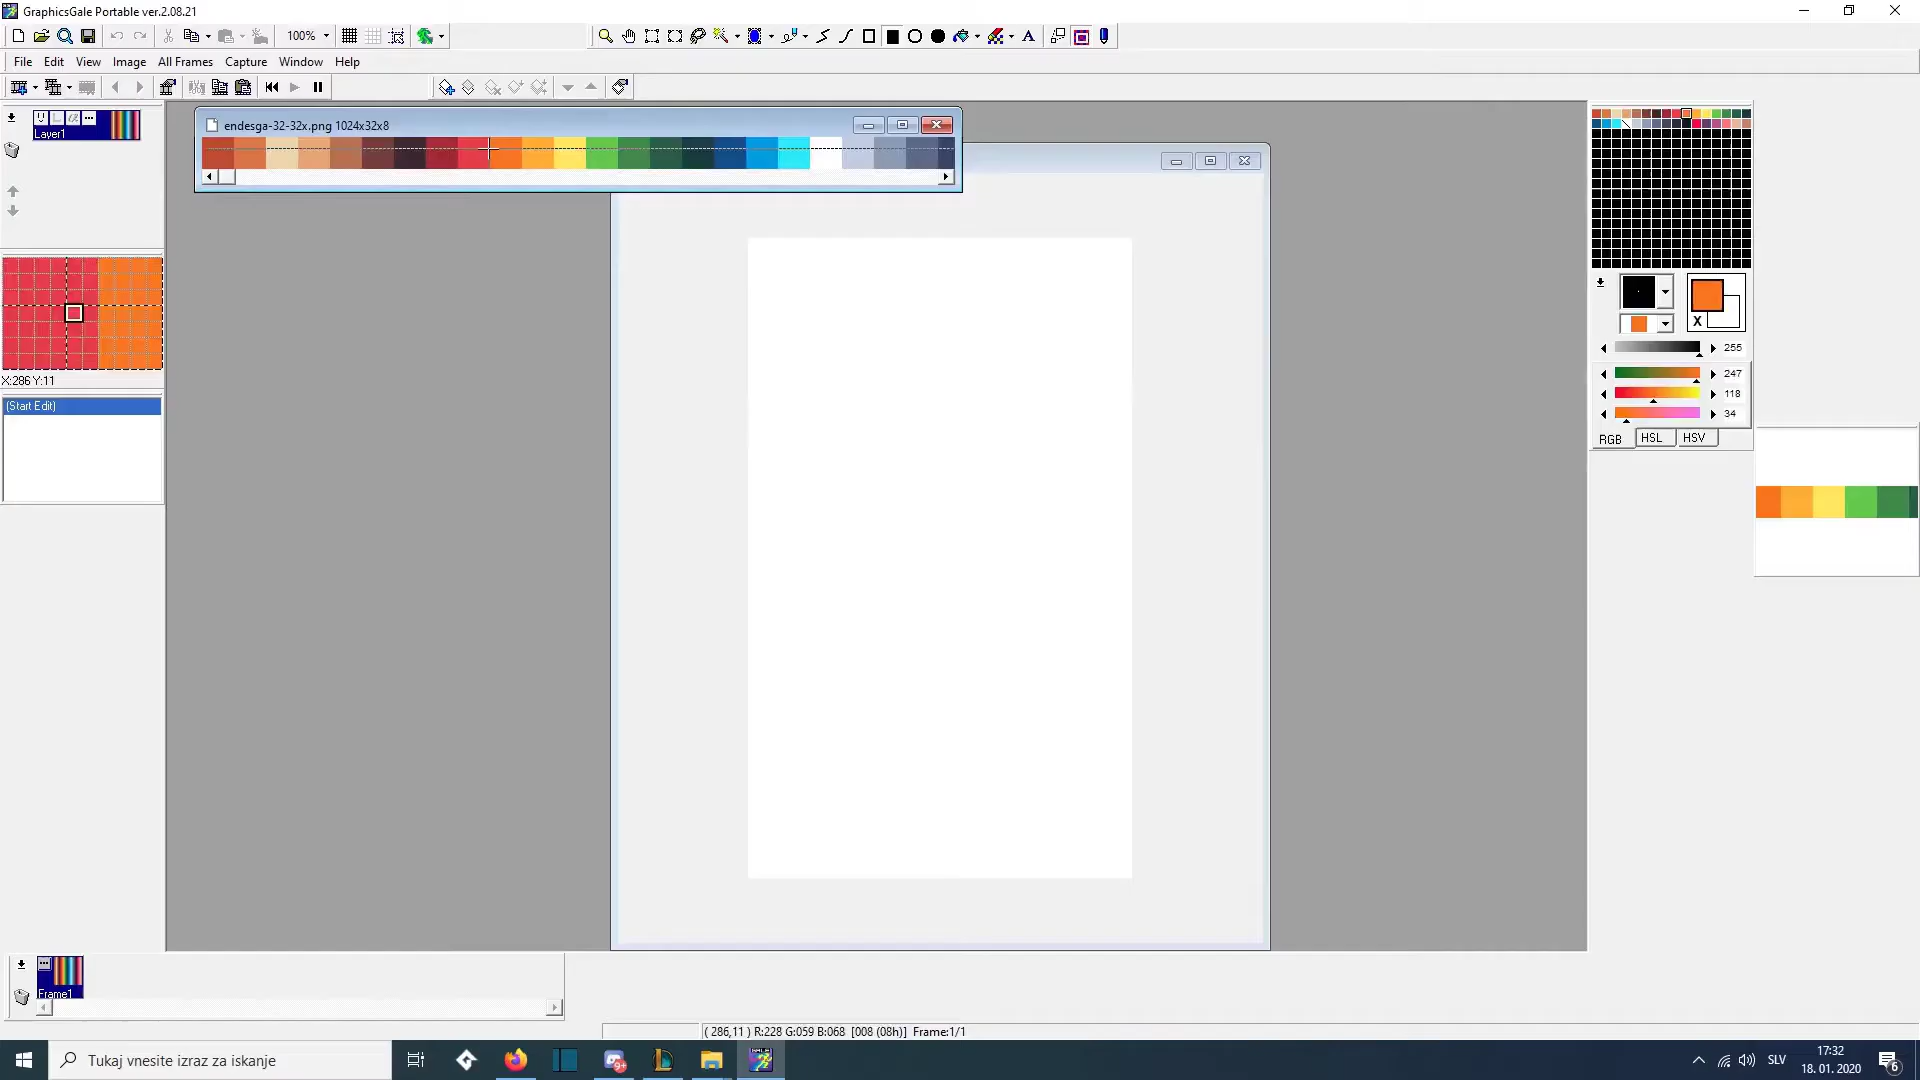 GraphicsGale Portable ver.2.08.21
100%
File Edit View Image All Frames Capture Window Help
Layer1
endesga-32-32x.png 1024x32x8
X:286 Y:11
(Start Edit)
X
255
247
118
34
RGB HSL HSV
Frame1
( 286,11 ) R:228 G:059 B:068 [008 (08h)] Frame:1/1
Tukaj vnesite izraz za iskanje
9+
SLV
17:32
18. 01. 2020
6